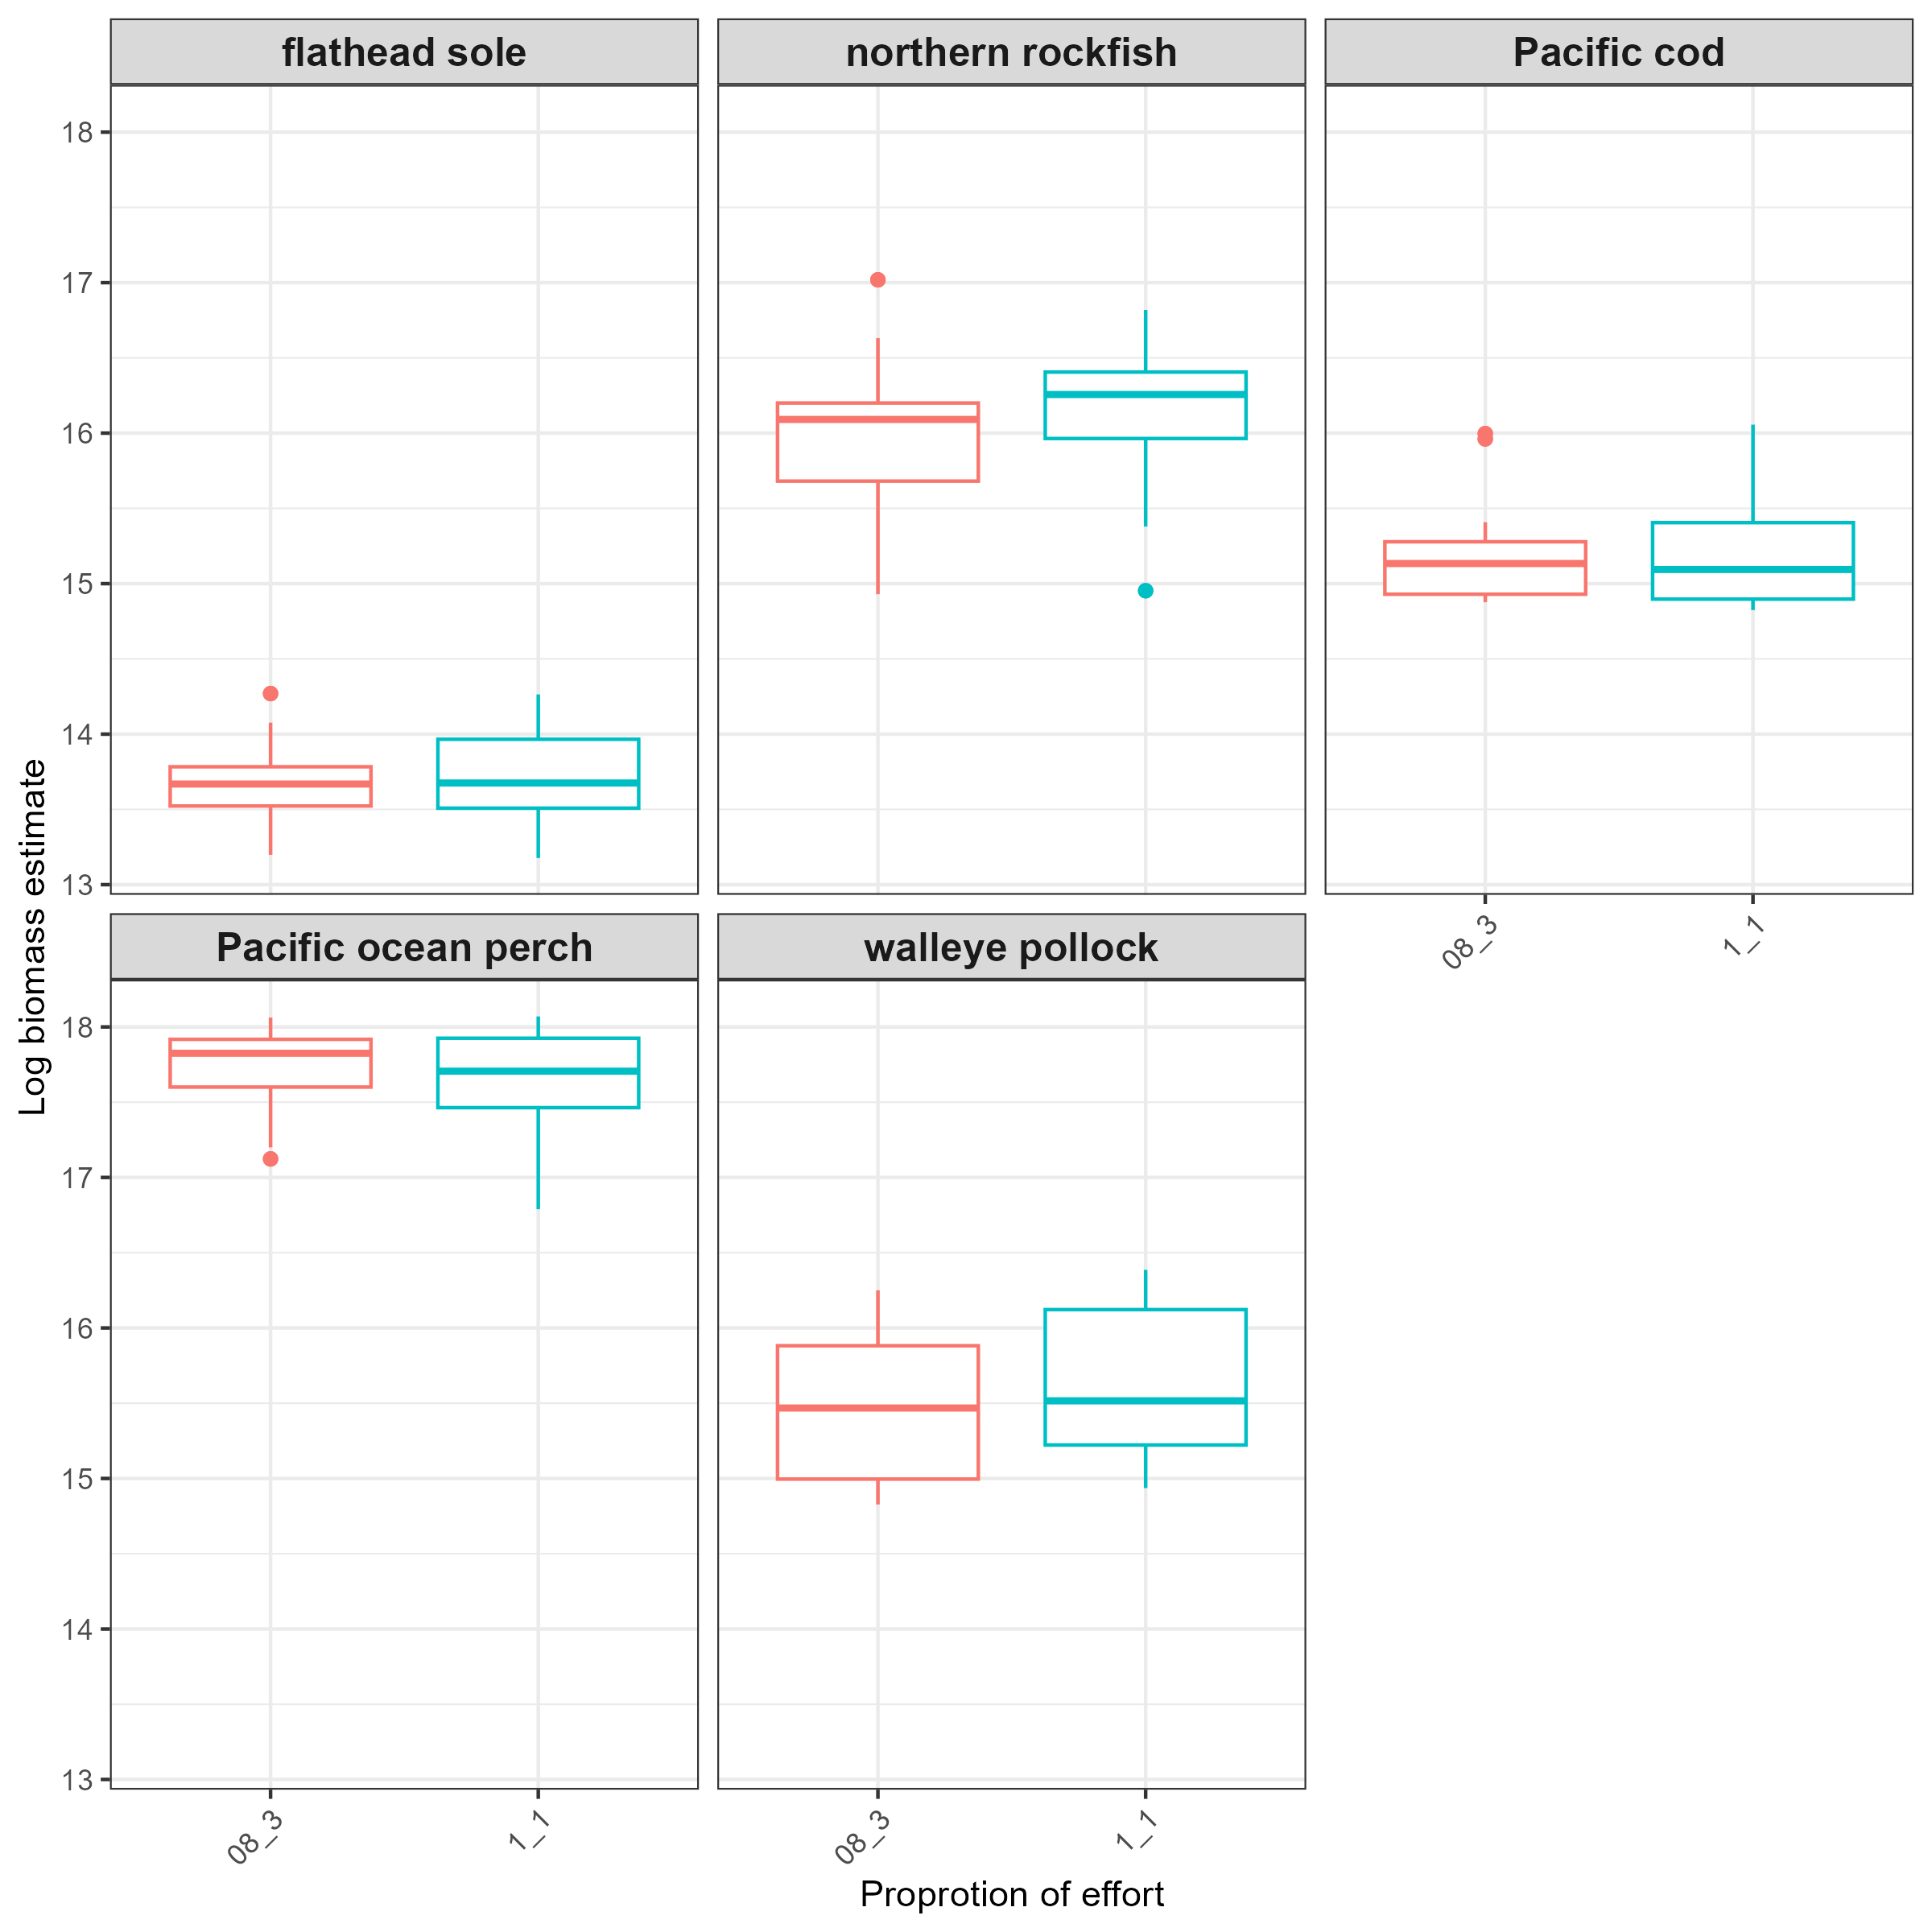 flathead sole
northern rockfish
Pacific cod
18
17
16
15
14
13
08_3
1_1
Pacific ocean perch
walleye pollock
18
17
16
15
14
13
08_3
1_1
08_3
1_1
Log biomass estimate
Proprotion of effort